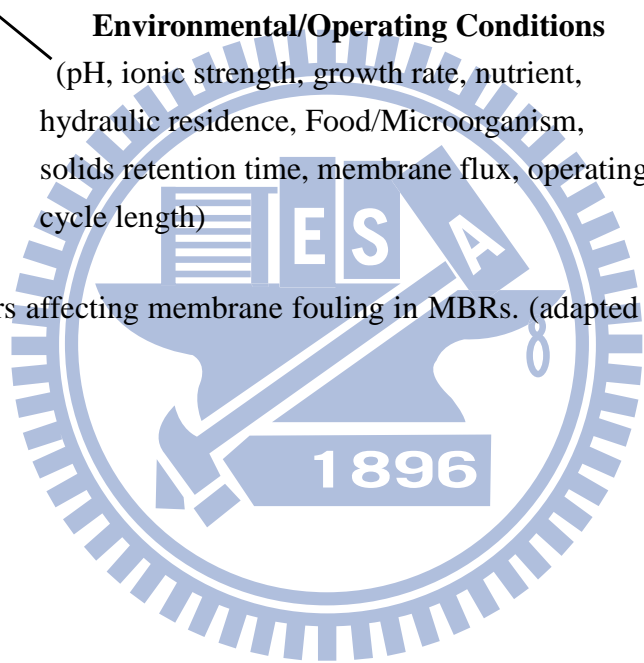 Environmental/Operating Conditions
(pH, ionic strength, growth rate, nutrient,
hydraulic residence, Food/Microorganism,
solids retention time, membrane flux, operating
cycle length)
E S A
rs affecting membrane fouling in MBRs. (adapted
1896